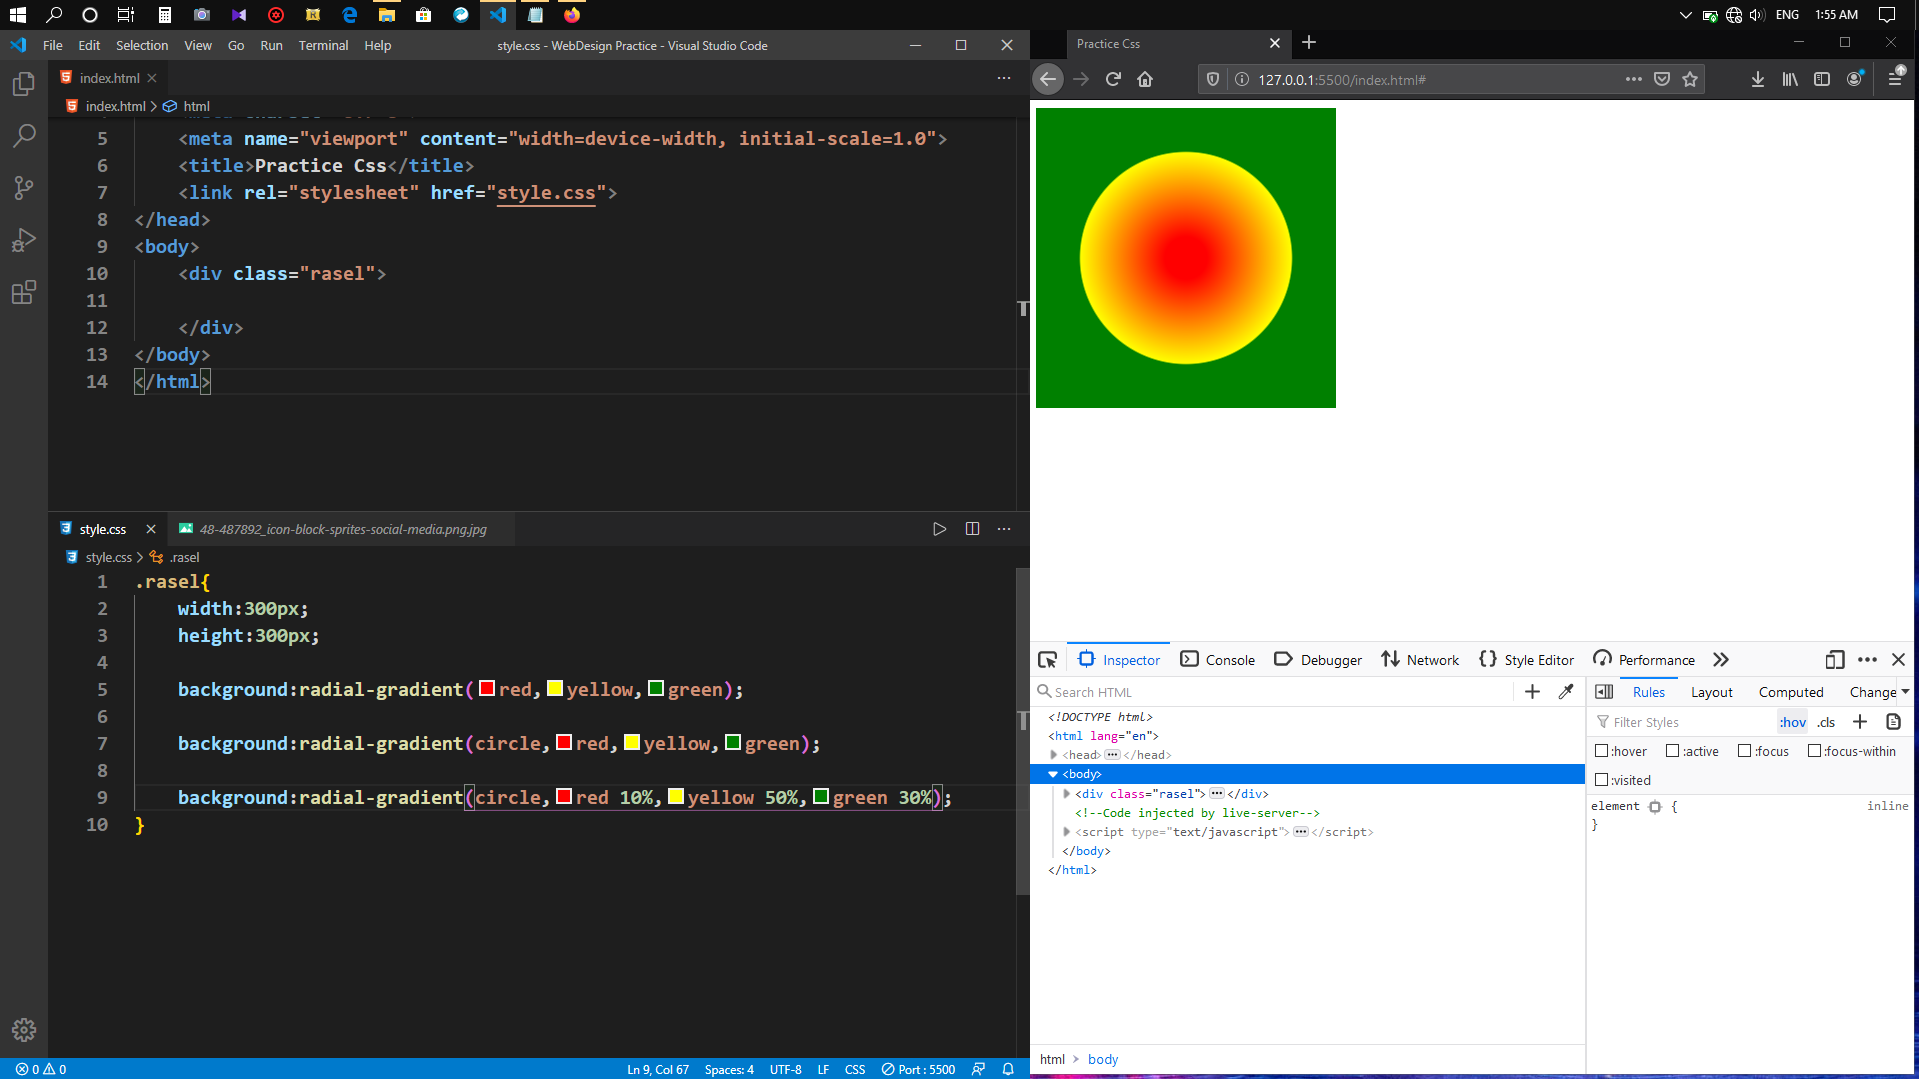 ENG 1:55 AM
File Edit Selection View Go Run Terminal Help style.css - WebDesign Practice - Visual Studio Code
index.html
index.html > html
5 <meta name="viewport" content="width=device-width, initial-scale=1.0">
6 <title>Practice Css</title>
7 <link rel="stylesheet" href="style.css">
8 </head>
9 <body>
10 <div class="rasel">
11
12 </div>
13 </body>
14 </html>
style.css 48-487892_icon-block-sprites-social-media.png.jpg
style.css > .rasel
1 .rasel{
2 width:300px;
3 height:300px;
4
5 background:radial-gradient(red,yellow,green);
6
7 background:radial-gradient(circle,red,yellow,green);
8
9 background:radial-gradient(circle,red 10%,yellow 50%,green 30%);
10 }
0 0 Ln 9, Col 67 Spaces: 4 UTF-8 LF CSS Port : 5500
Practice Css
127.0.0.1:5500/index.html#
Inspector Console Debugger Network Style Editor Performance
Search HTML
<!DOCTYPE html>
<html lang="en">
<head>
</head>
<body>
<div class="rasel"> </div>
<!--Code injected by live-server-->
<script type="text/javascript"> </script>
</body>
</html>
html > body
Rules Layout Computed Change
Filter Styles :hov .cls
:hover :active :focus :focus-within
:visited
element { inline
}